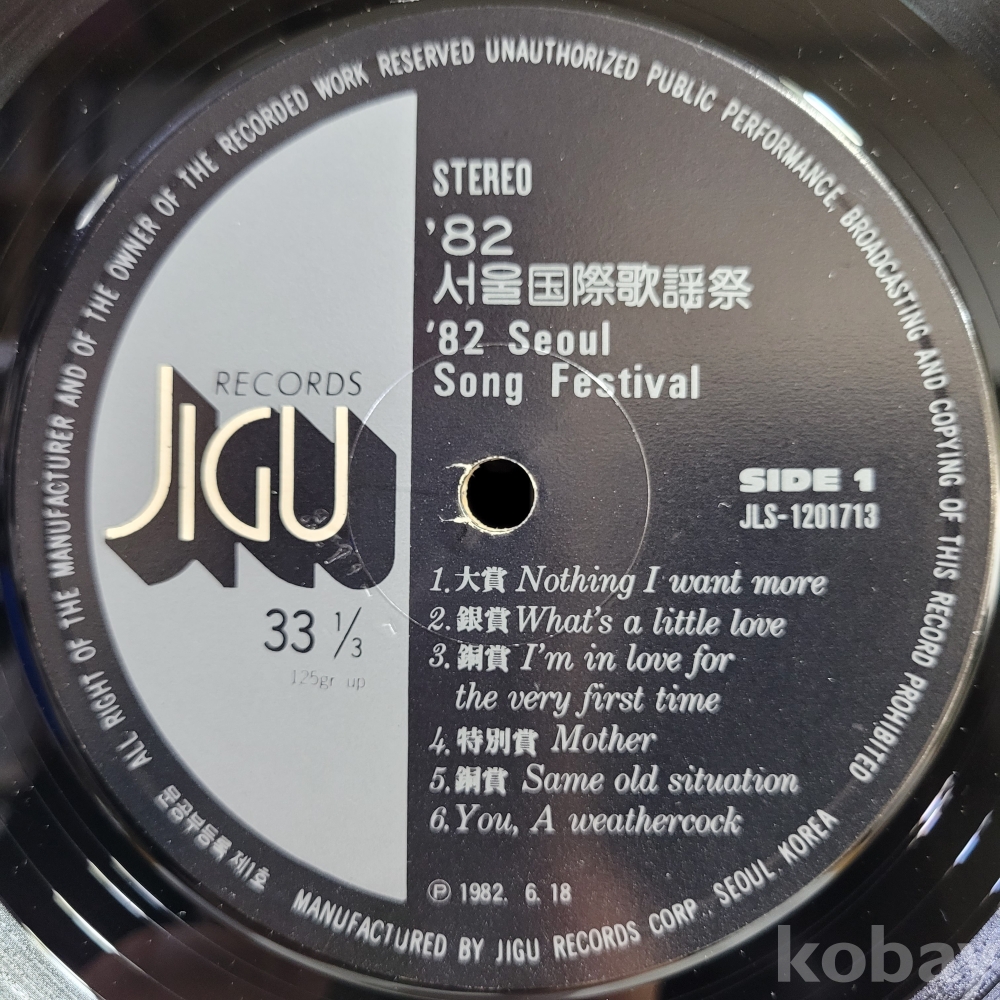 ALL RIGHT OF THE MANUFACTURER AND OF THE OWNER OF THE RECORDED WORK RESERVED UNAUTHORIZED PUBLIC PERFORMANCE, BROADCASTING AND COPYING OF THIS RECORD PROHIBITED
STEREO
'82
서울国際歌謡祭
'82 Seoul
Song Festival
RECORDS
JIGU
SIDE 1
JLS-1201713
33 1/3
125gr up
1.大賞 Nothing I want more
2.銀賞 What's a little love
3.銅賞 I'm in love for
the very first time
4.特別賞 Mother
5.銅賞 Same old situation
6.You, A weathercock
Ⓟ 1982. 6. 18
문공부등록 제1호
MANUFACTURED BY JIGU RECORDS CORP. SEOUL KOREA
kobay